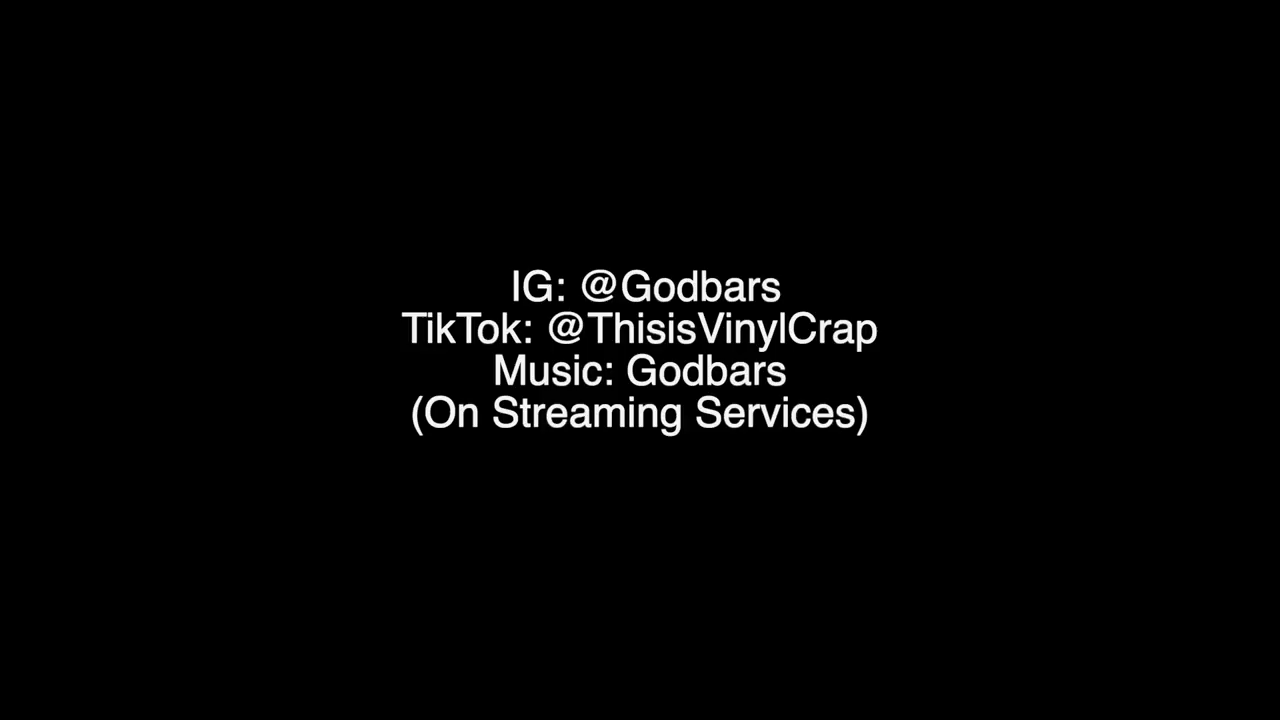 IG: @Godbars
TikTok: @ThisisVinylCrap
Music: Godbars
(On Streaming Services)